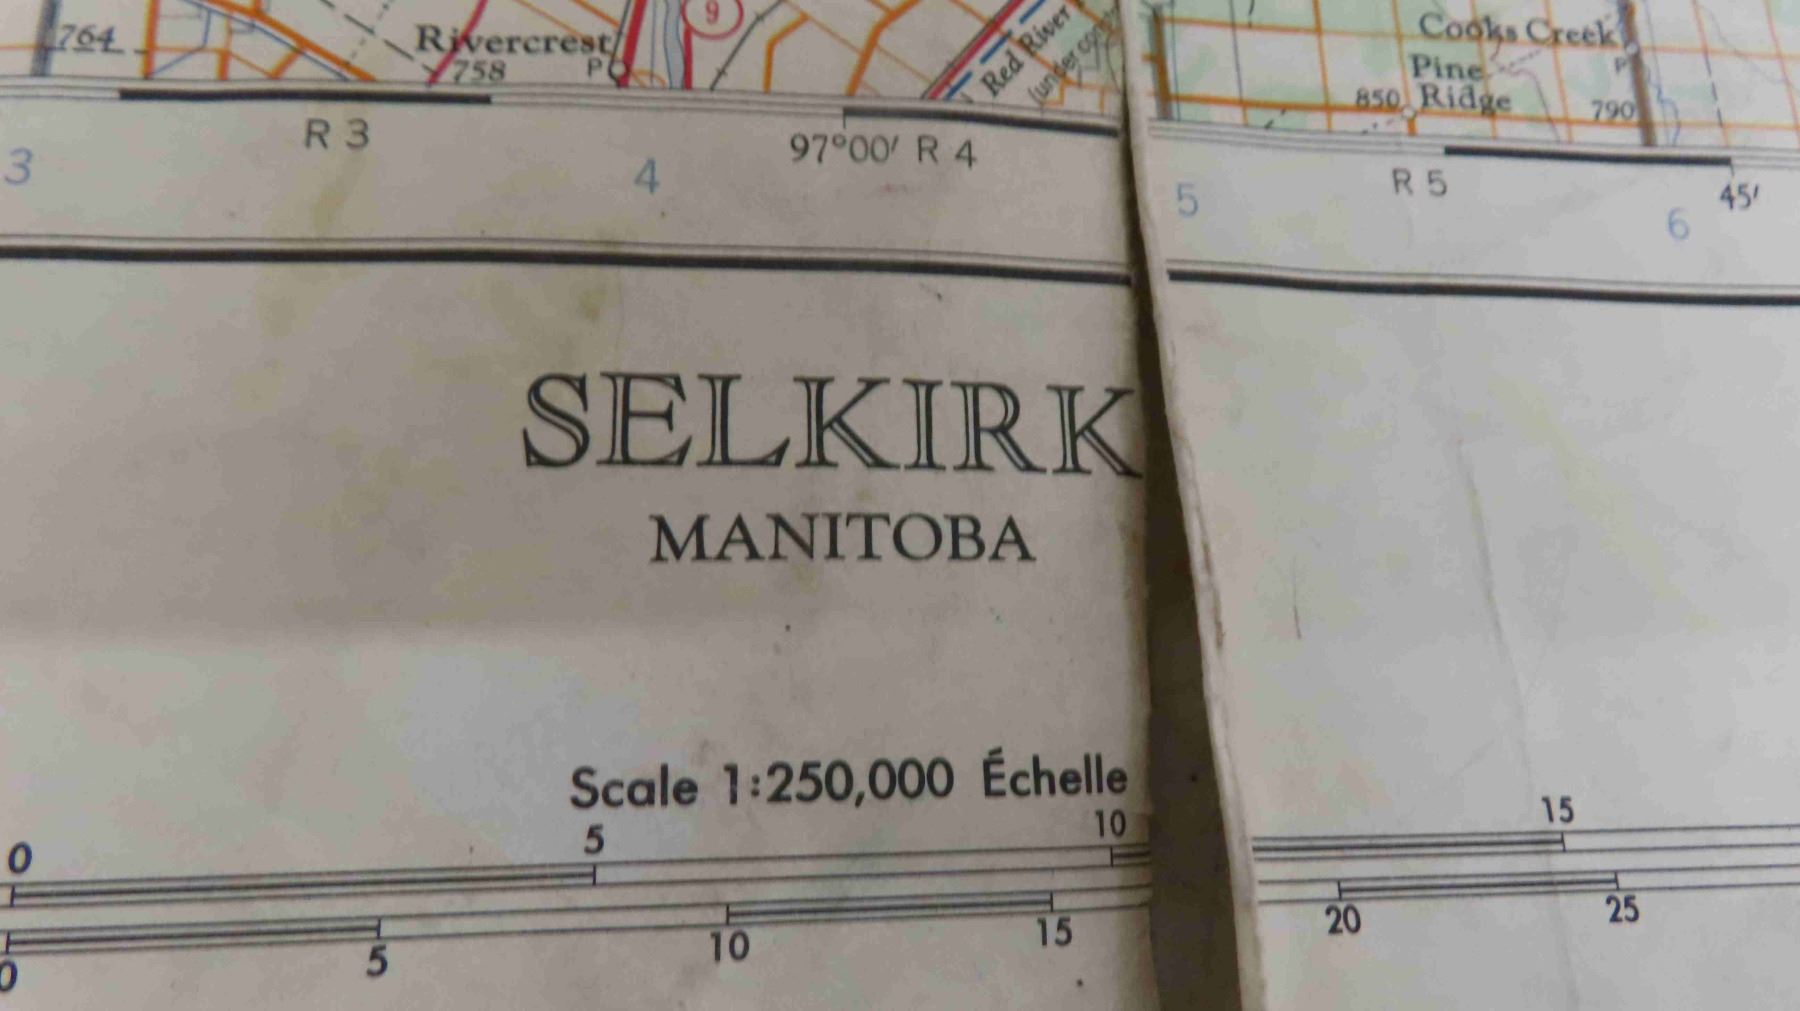 764
Rivercrest
758
P
9
Red River
(under con
Cooks Creek
P
Pine
Ridge
850
790
R 3
97°00′ R 4
R 5
45′
3
4
5
6
SELKIRK
MANITOBA
Scale 1:250,000 Échelle
0 5 10 15
0 5 10 15 20 25